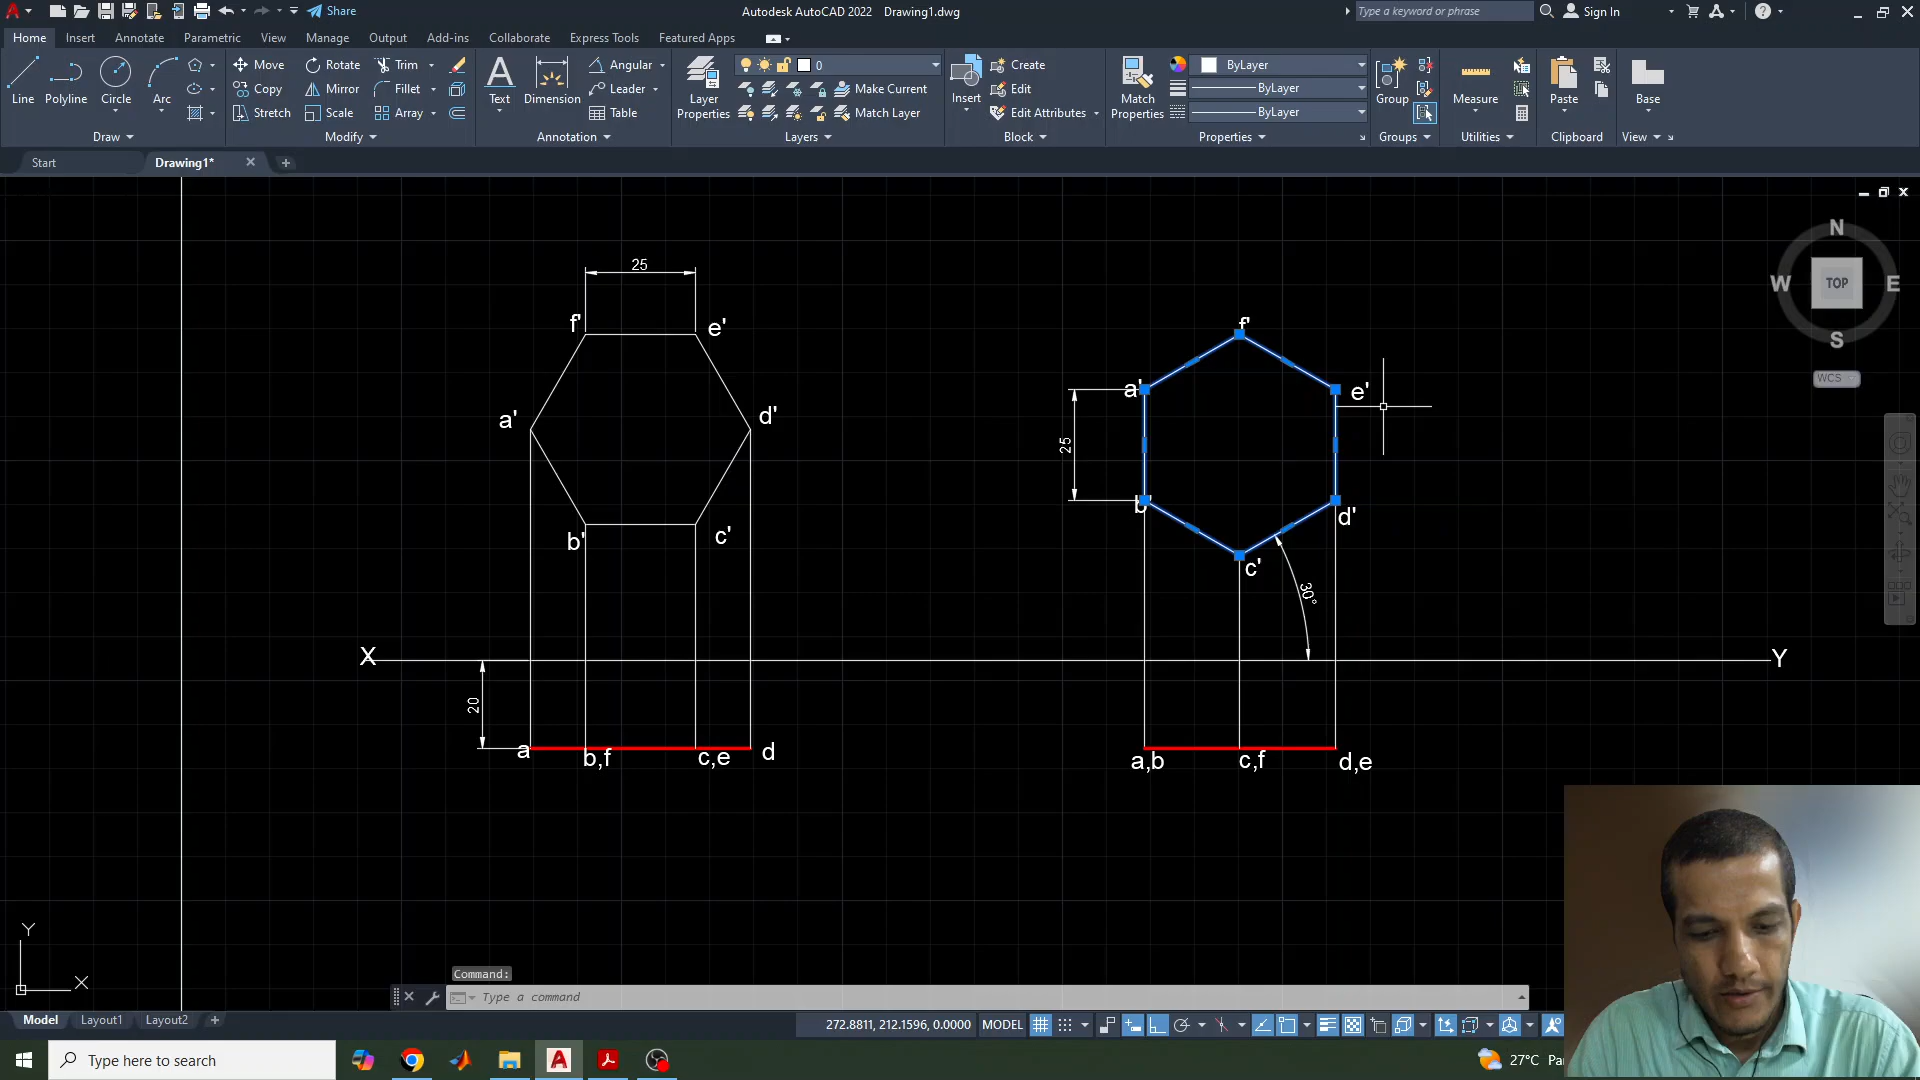 Share
Autodesk AutoCAD 2022 Drawing1.dwg
Type a keyword or phrase
Sign In
Home Insert Annotate Parametric View Manage Output Add-ins Collaborate Express Tools Featured Apps
Line Polyline Circle Arc
Draw
Move Rotate Trim
Copy Mirror Fillet
Stretch Scale Array
Modify
Text Dimension
Angular
Leader
Table
Annotation
Layer Properties
0
Make Current
Match Layer
Layers
Insert
Create
Edit
Edit Attributes
Block
Match Properties
ByLayer
ByLayer
ByLayer
Properties
Group
Groups
Measure
Utilities
Paste
Clipboard
Base
View
Start Drawing1*
N
W TOP E
S
WCS
25
f' e'
a' d'
b' c'
f'
a' e'
25
b' d'
c'
30°
X Y
20
a b,f c,e d
a,b c,f d,e
Y
X
Command:
Type a command
Model Layout1 Layout2
272.8811, 212.1596, 0.0000 MODEL
Type here to search
27°C